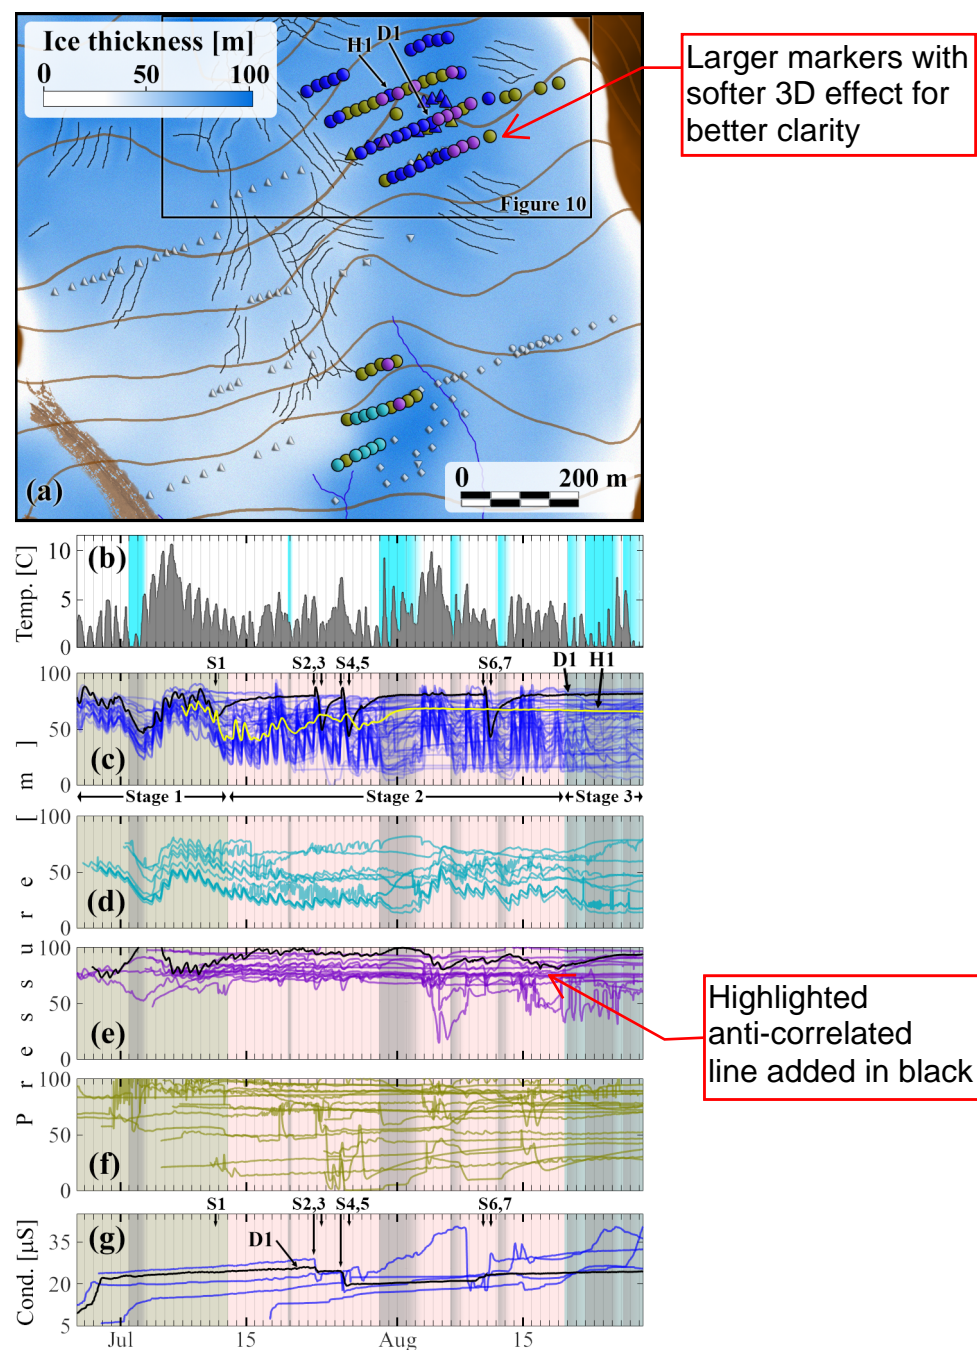 Ice thickness [m]
0 50 100
H1 D1
Figure 10
(a)
0 200 m
Larger markers with
softer 3D effect for
better clarity
Temp. [C]
10
5
0
(b)
S1 S2,3 S4,5 S6,7 D1 H1
Pressure [m]
100
50
0
(c)
Stage 1 Stage 2 Stage 3
100
50
0
(d)
100
50
0
(e)
Highlighted
anti-correlated
line added in black
100
50
0
(f)
S1 S2,3 S4,5 S6,7
Cond. [µS]
35
20
5
(g)
D1
Jul 15 Aug 15